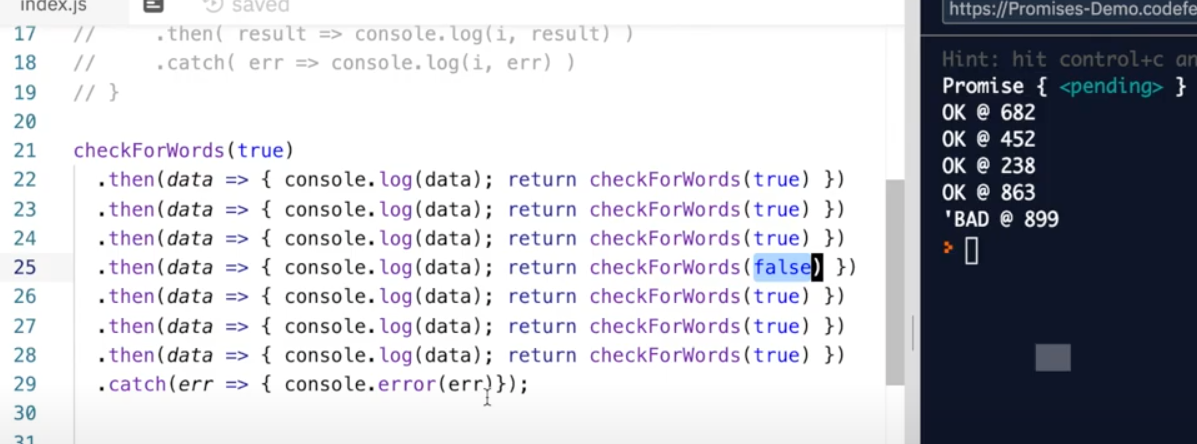 index.js saved
17 // .then( result => console.log(i, result) )
18 // .catch( err => console.log(i, err) )
19 // }
20
21 checkForWords(true)
22 .then(data => { console.log(data); return checkForWords(true) })
23 .then(data => { console.log(data); return checkForWords(true) })
24 .then(data => { console.log(data); return checkForWords(true) })
25 .then(data => { console.log(data); return checkForWords(false) })
26 .then(data => { console.log(data); return checkForWords(true) })
27 .then(data => { console.log(data); return checkForWords(true) })
28 .then(data => { console.log(data); return checkForWords(true) })
29 .catch(err => { console.error(err)});
30
31
https://Promises-Demo.codefe
Hint: hit control+c an
Promise { <pending> }
OK @ 682
OK @ 452
OK @ 238
OK @ 863
'BAD @ 899
>